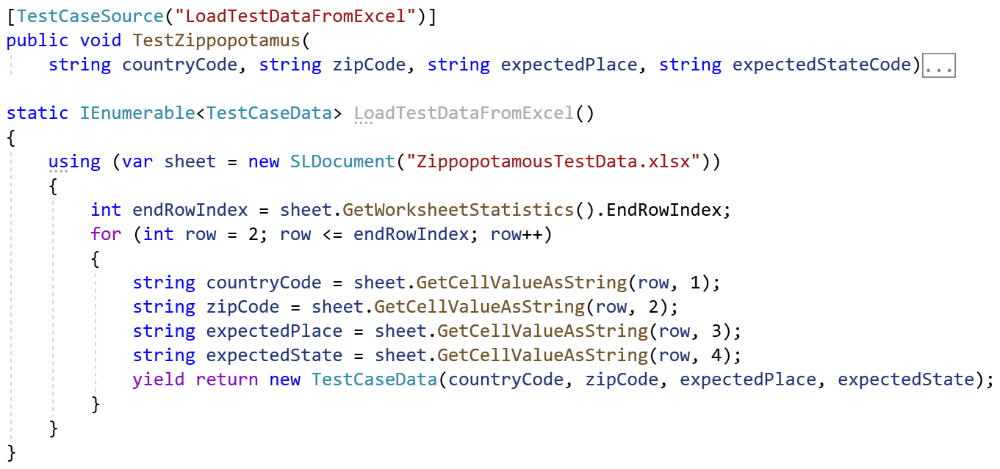 [TestCaseSource("LoadTestDataFromExcel")]
public void TestZippopotamus(
    string countryCode, string zipCode, string expectedPlace, string expectedStateCode)...

static IEnumerable<TestCaseData> LoadTestDataFromExcel()
{
    using (var sheet = new SLDocument("ZippopotamousTestData.xlsx"))
    {
        int endRowIndex = sheet.GetWorksheetStatistics().EndRowIndex;
        for (int row = 2; row <= endRowIndex; row++)
        {
            string countryCode = sheet.GetCellValueAsString(row, 1);
            string zipCode = sheet.GetCellValueAsString(row, 2);
            string expectedPlace = sheet.GetCellValueAsString(row, 3);
            string expectedState = sheet.GetCellValueAsString(row, 4);
            yield return new TestCaseData(countryCode, zipCode, expectedPlace, expectedState);
        }
    }
}